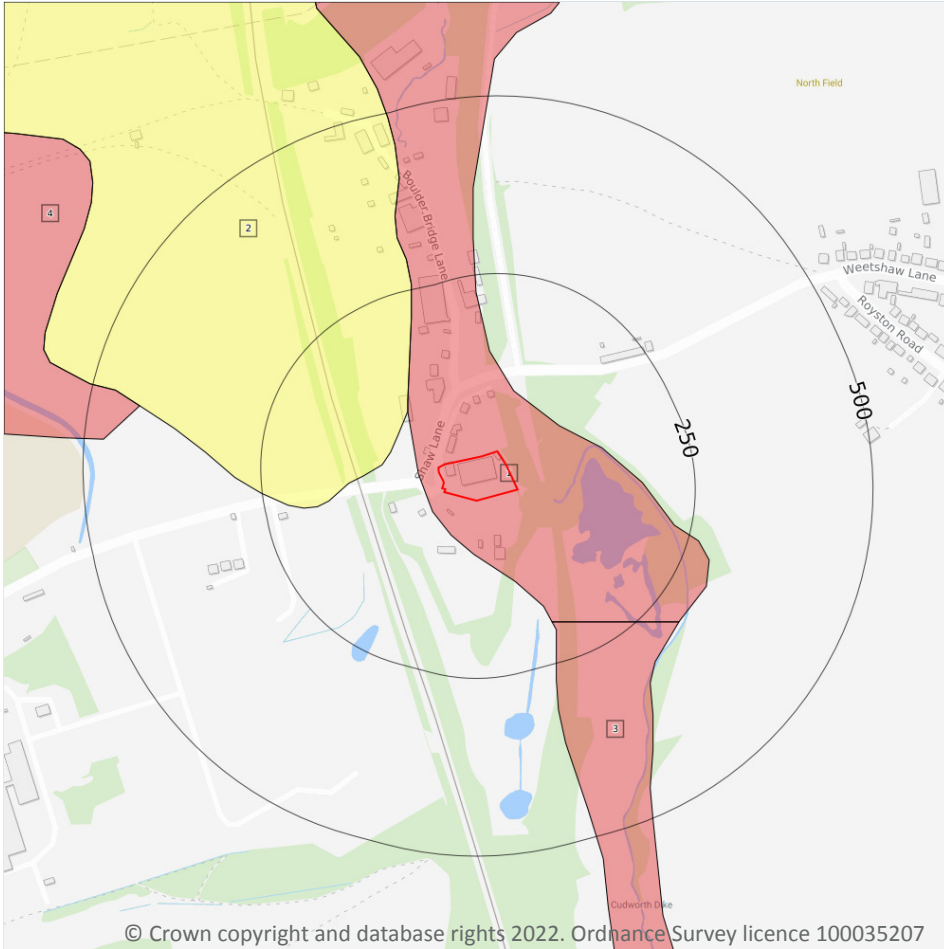 North Field
4
2
Boulder Bridge Lane
Weetshaw Lane
Royston Road
500
250
Shaw Lane
3
Cudworth Dike
© Crown copyright and database rights 2022. Ordnance Survey licence 100035207